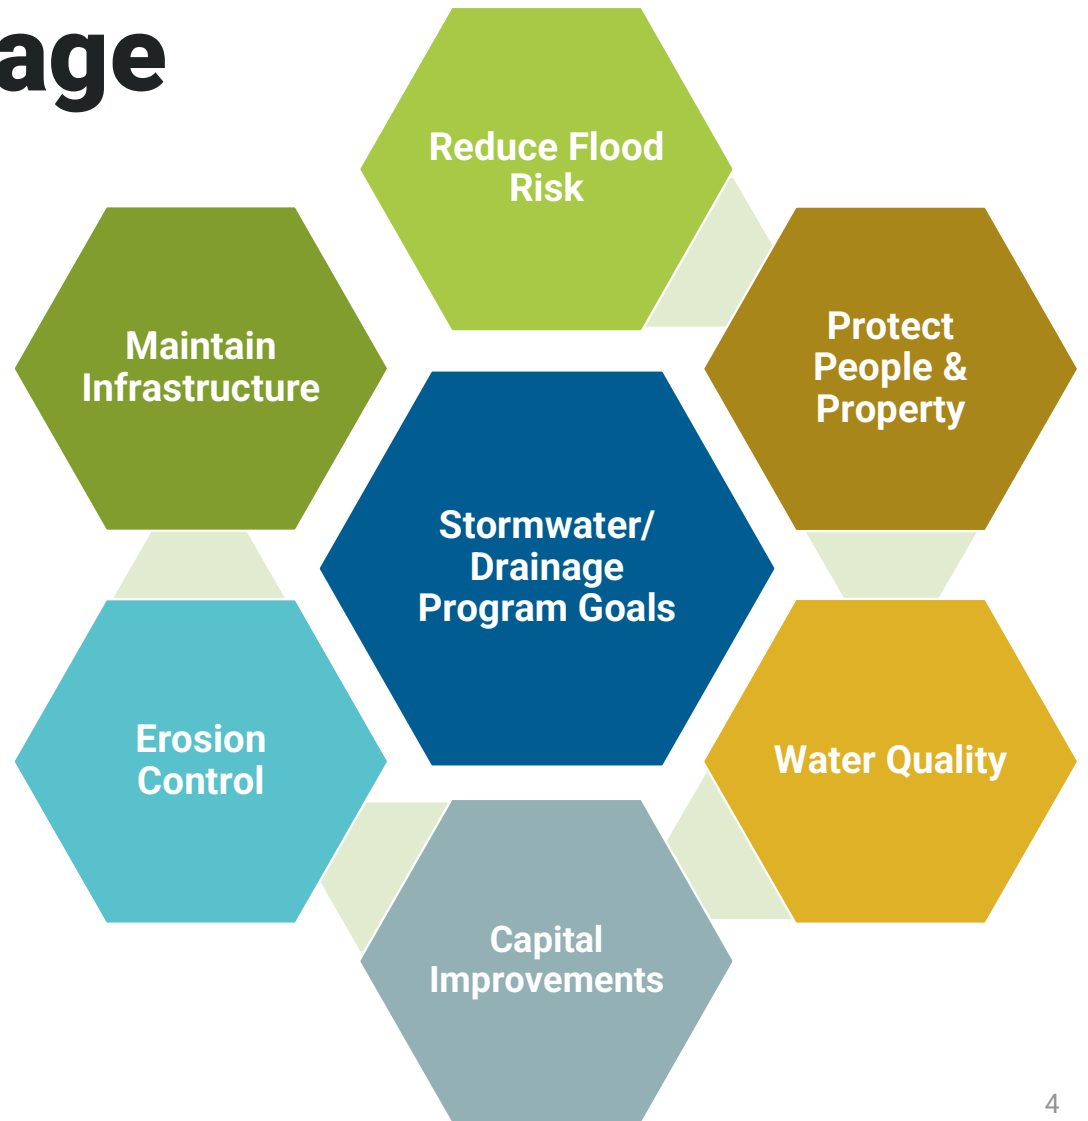 age
Reduce Flood
Risk
Protect
People &
Property
Maintain
Infrastructure
Stormwater/
Drainage
Program Goals
Erosion
Control
Water Quality
Capital
Improvements
4